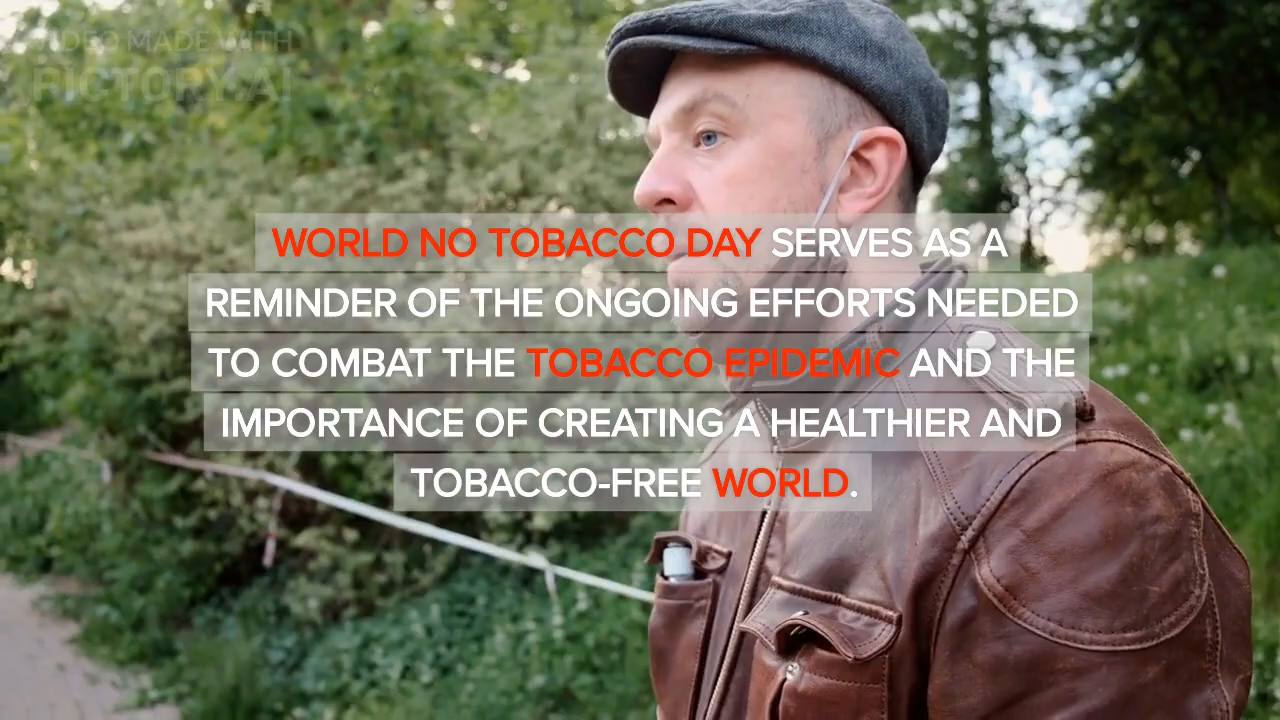 VIDEO MADE WITH
PICTORY.AI
WORLD NO TOBACCO DAY SERVES AS A
REMINDER OF THE ONGOING EFFORTS NEEDED
TO COMBAT THE TOBACCO EPIDEMIC AND THE
IMPORTANCE OF CREATING A HEALTHIER AND
TOBACCO-FREE WORLD.